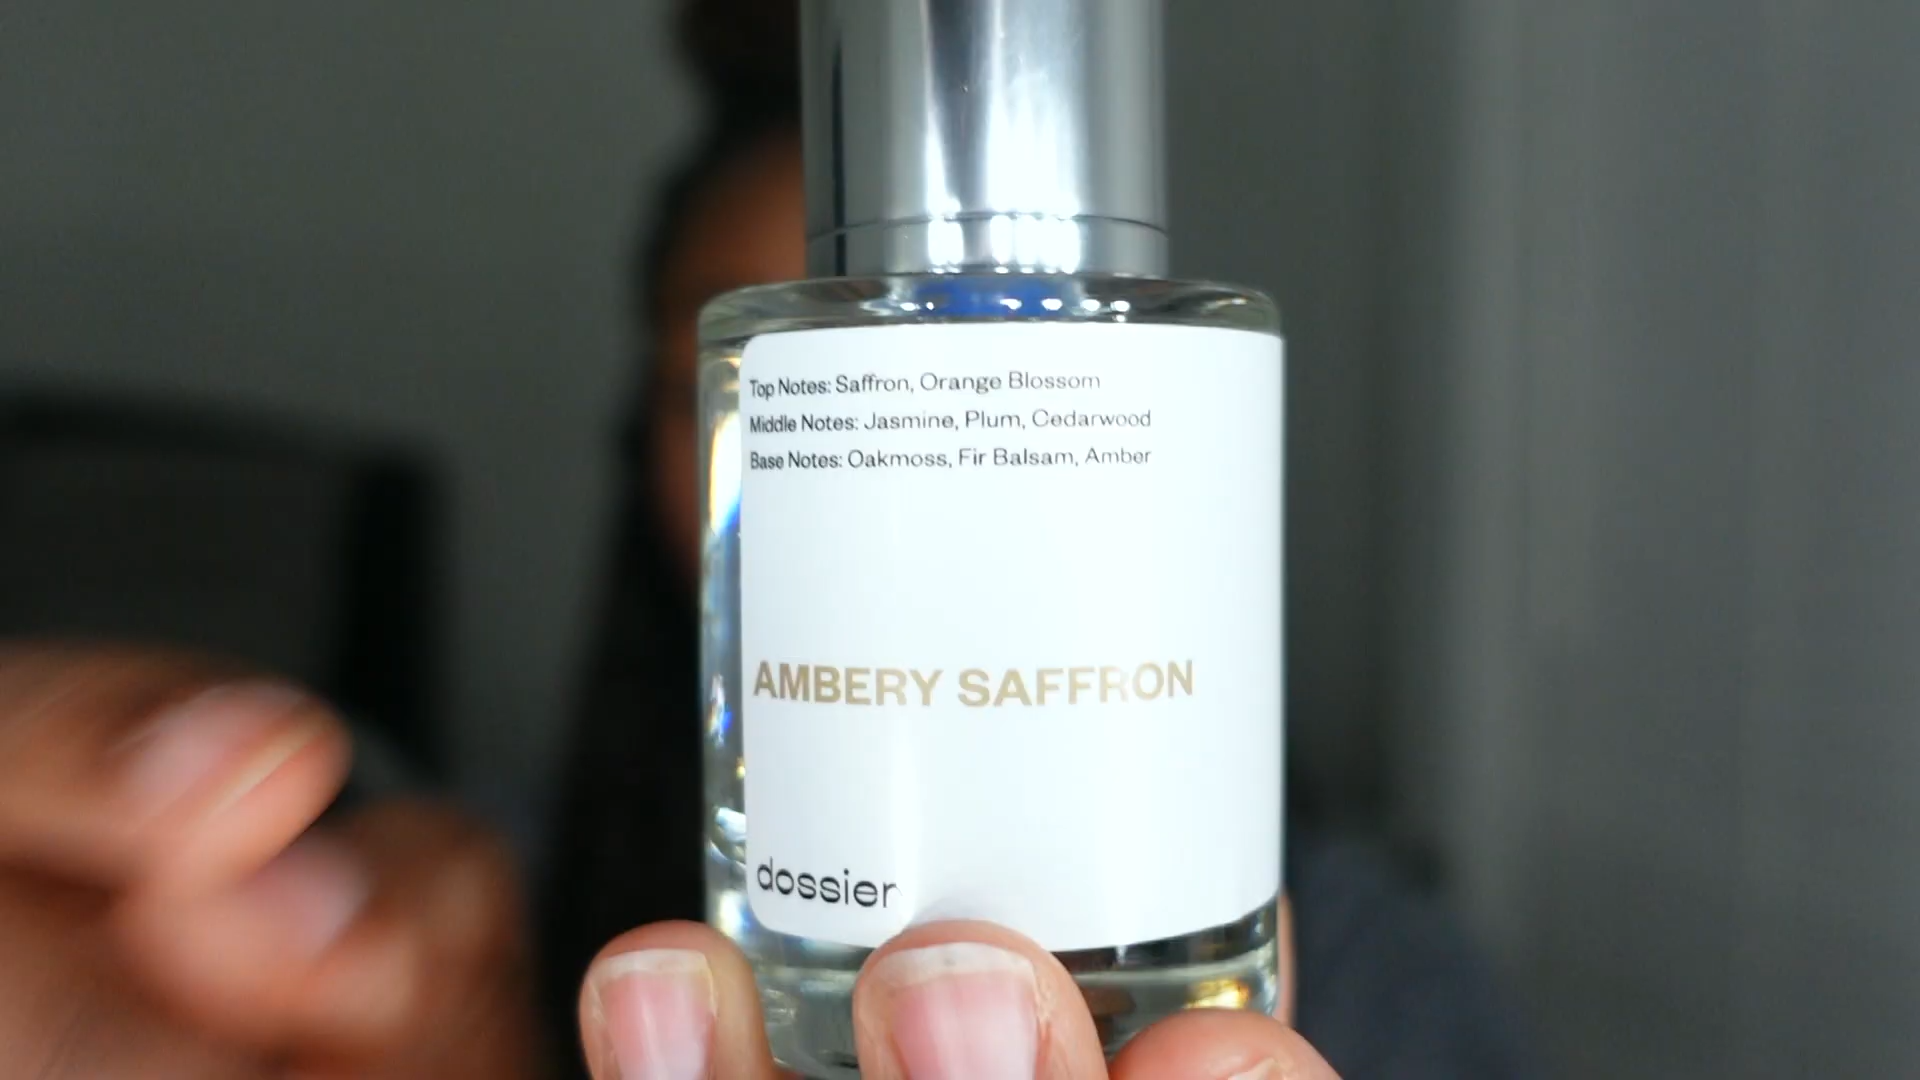 Top Notes: Saffron, Orange Blossom
Middle Notes: Jasmine, Plum, Cedarwood
Base Notes: Oakmoss, Fir Balsam, Amber
AMBERY SAFFRON
dossier